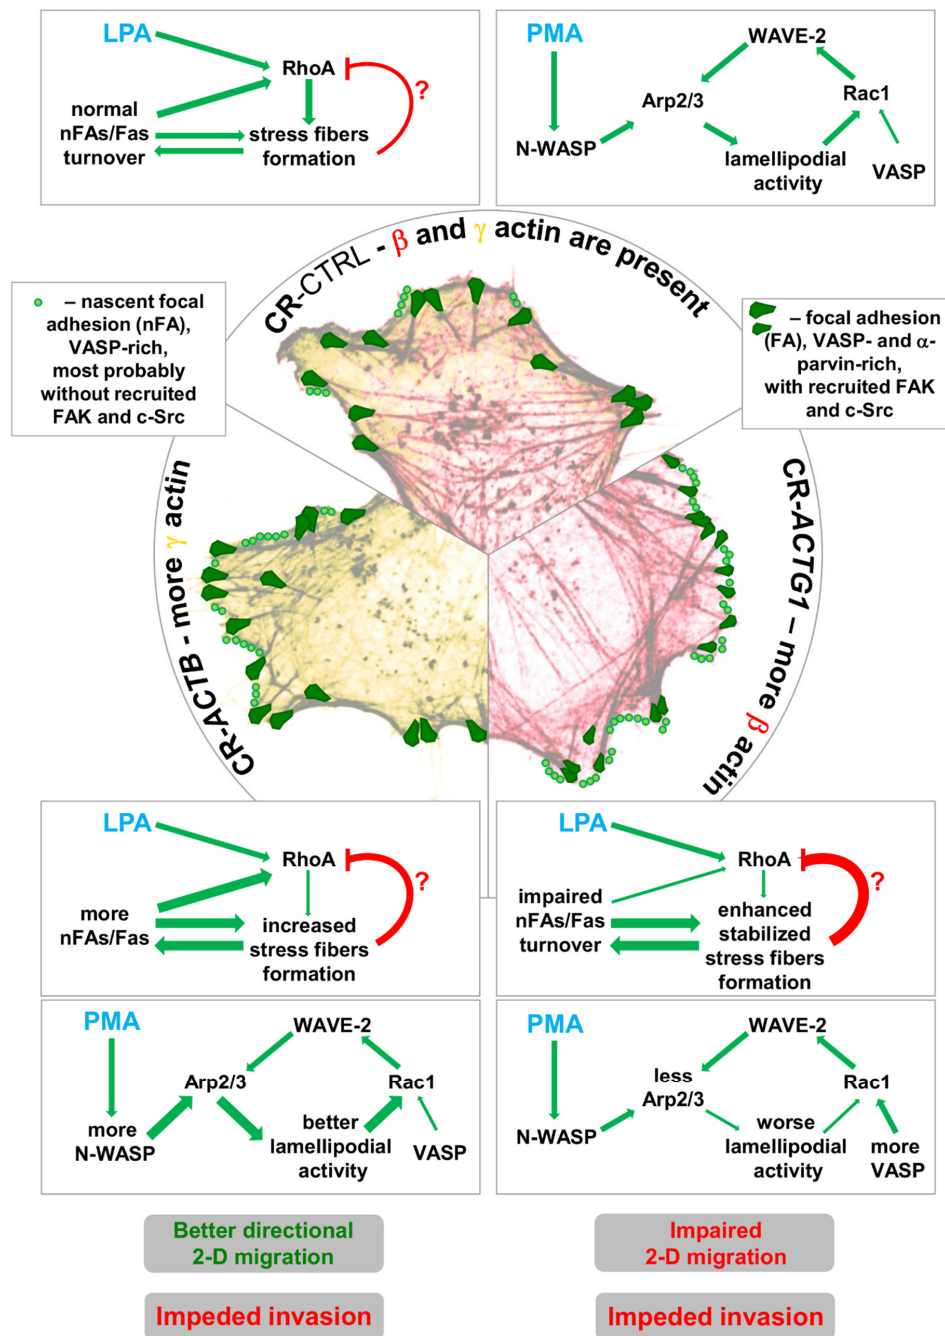 LPA
RhoA
normal
nFAs/Fas
turnover
stress fibers
formation
?
PMA
WAVE-2
Arp2/3
Rac1
N-WASP
lamellipodial
activity
VASP
CR-CTRL - β and γ actin are present
– nascent focal
adhesion (nFA),
VASP-rich,
most probably
without recruited
FAK and c-Src
– focal adhesion
(FA), VASP- and α-
parvin-rich,
with recruited FAK
and c-Src
CR-ACTB - more γ actin
CR-ACTG1 – more β actin
LPA
RhoA
?
more
nFAs/Fas
increased
stress fibers
formation
LPA
RhoA
?
impaired
nFAs/Fas
turnover
enhanced
stabilized
stress fibers
formation
PMA
WAVE-2
Arp2/3
Rac1
more
N-WASP
better
lamellipodial
activity
VASP
PMA
WAVE-2
less
Arp2/3
Rac1
N-WASP
worse
lamellipodial
activity
more
VASP
Better directional
2-D migration
Impaired
2-D migration
Impeded invasion
Impeded invasion